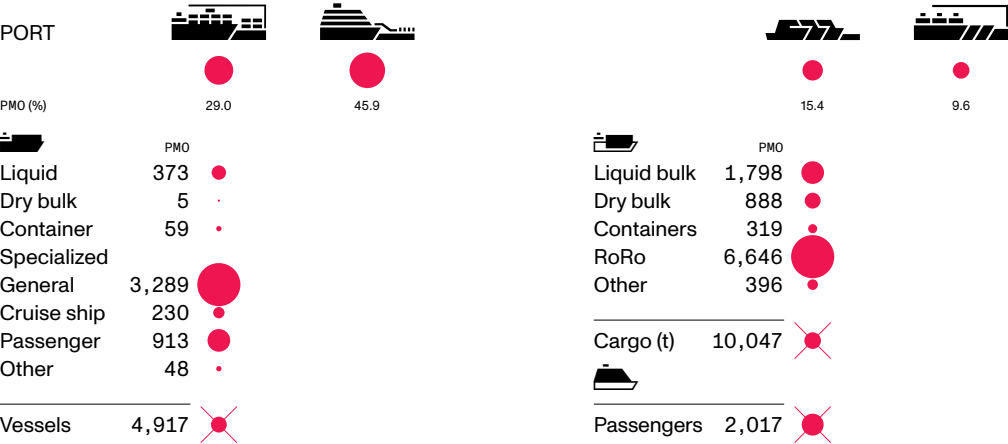 PORT
PMO (%) 29.0 45.9 15.4 9.6
PMO
Liquid 373
Dry bulk 5
Container 59
Specialized
General 3,289
Cruise ship 230
Passenger 913
Other 48
Vessels 4,917
PMO
Liquid bulk 1,798
Dry bulk 888
Containers 319
RoRo 6,646
Other 396
Cargo (t) 10,047
Passengers 2,017